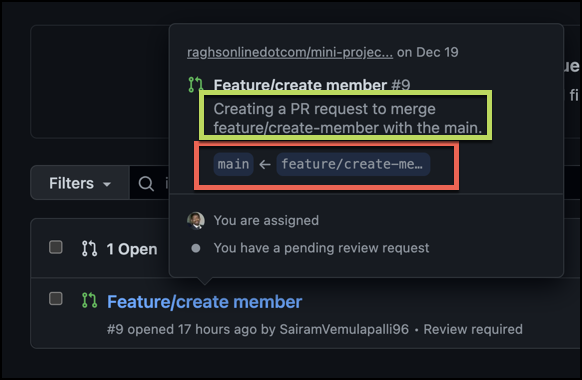 raghsonlinedotcom/mini-projec... on Dec 19
Feature/create member #9
Creating a PR request to merge
feature/create-member with the main.
main ← feature/create-me...
You are assigned
You have a pending review request
Filters
1 Open
Feature/create member
#9 opened 17 hours ago by SairamVemulapalli96 • Review required